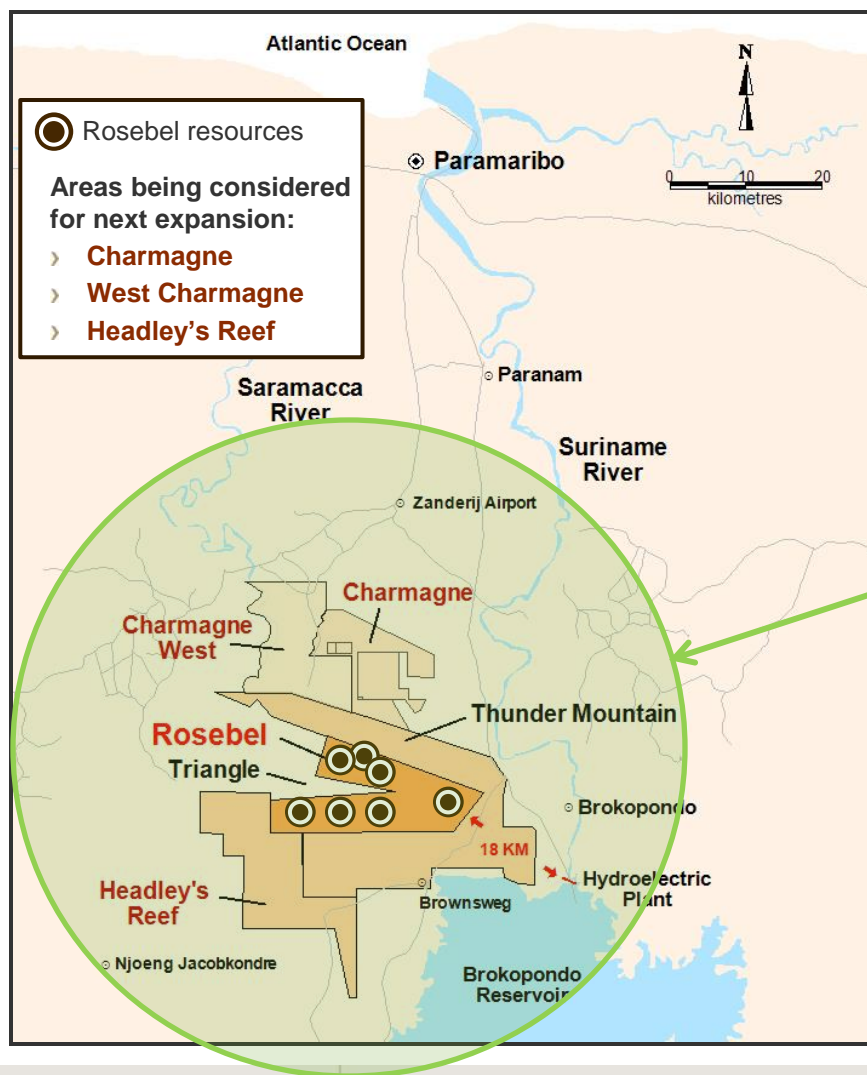 Atlantic Ocean
N
Rosebel resources
Areas being considered
for next expansion:
› Charmagne
› West Charmagne
› Headley's Reef
Paramaribo
0 10 20
kilometres
Paranam
Saramacca
River
Suriname
River
Zanderij Airport
Charmagne
Charmagne
West
Thunder Mountain
Rosebel
Triangle
Brokopondo
18 KM
Hydroelectric
Plant
Headley's
Reef
Brownsweg
Njoeng Jacobkondre
Brokopondo
Reservoir